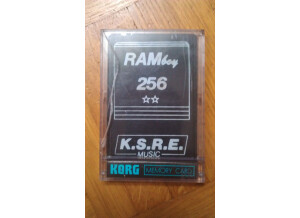 RAMboy
256
☆☆
K.S.R.E.
MUSIC
KORG MEMORY CARD